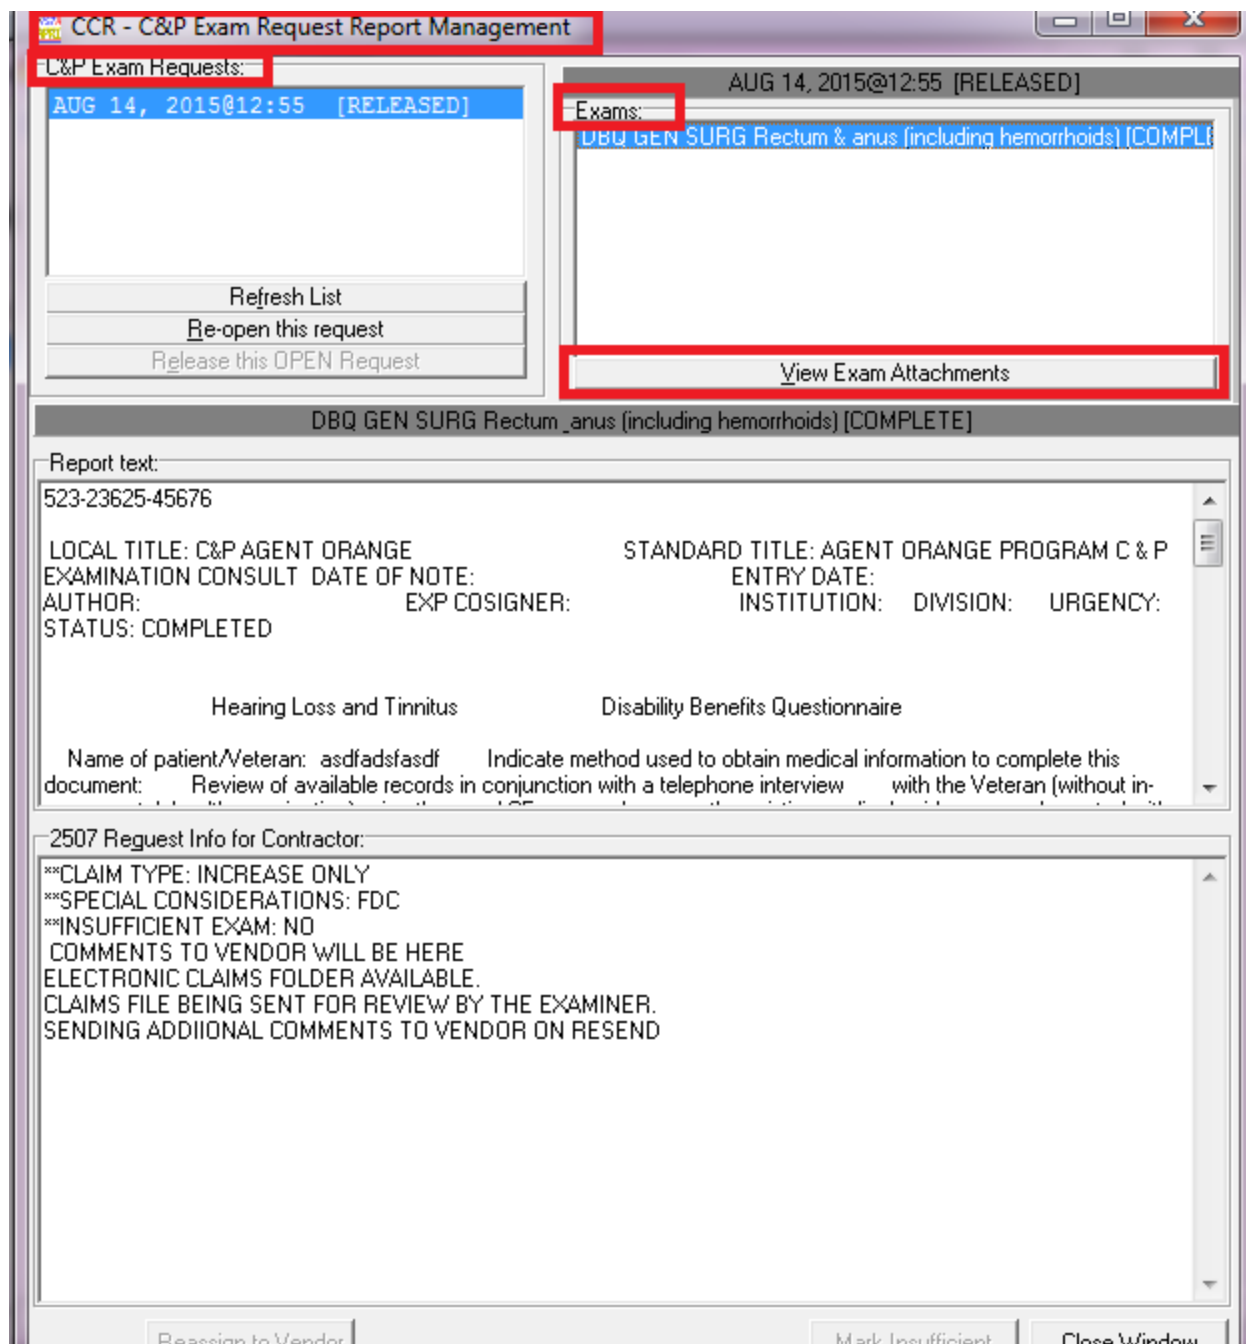 CCR - C&P Exam Request Report Management
C&P Exam Requests:
AUG 14, 2015@12:55 [RELEASED]
Refresh List
Re-open this request
Release this OPEN Request
AUG 14, 2015@12:55 [RELEASED]
Exams:
DBQ GEN SURG Rectum & anus (including hemorrhoids) [COMPLE
View Exam Attachments
DBQ GEN SURG Rectum _anus (including hemorrhoids) [COMPLETE]
Report text:
523-23625-45676
LOCAL TITLE: C&P AGENT ORANGE STANDARD TITLE: AGENT ORANGE PROGRAM C & P
EXAMINATION CONSULT DATE OF NOTE: ENTRY DATE:
AUTHOR: EXP COSIGNER: INSTITUTION: DIVISION: URGENCY:
STATUS: COMPLETED
Hearing Loss and Tinnitus Disability Benefits Questionnaire
Name of patient/Veteran: asdfadsfasdf Indicate method used to obtain medical information to complete this
document: Review of available records in conjunction with a telephone interview with the Veteran (without in-
2507 Reguest Info for Contractor:
**CLAIM TYPE: INCREASE ONLY
**SPECIAL CONSIDERATIONS: FDC
**INSUFFICIENT EXAM: NO
COMMENTS TO VENDOR WILL BE HERE
ELECTRONIC CLAIMS FOLDER AVAILABLE.
CLAIMS FILE BEING SENT FOR REVIEW BY THE EXAMINER.
SENDING ADDIIONAL COMMENTS TO VENDOR ON RESEND
Reassign to Vendor
Mark Insufficient
Close Window